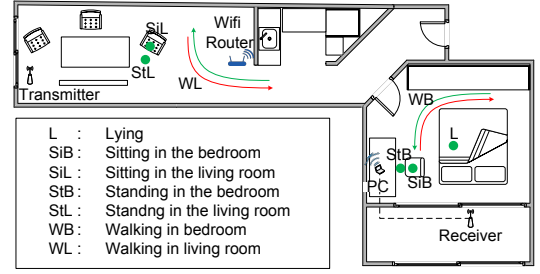 SiL
Wifi
Router
StL
WL
Transmitter
WB
L
StB
SiB
PC
Receiver
L : Lying
SiB : Sitting in the bedroom
SiL : Sitting in the living room
StB : Standing in the bedroom
StL : Standng in the living room
WB : Walking in bedroom
WL : Walking in living room